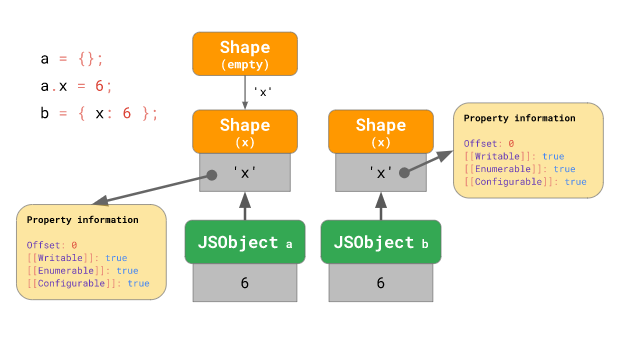 a = {};
a.x = 6;
b = { x: 6 };
Shape
(empty)
'x'
Shape
(x)
'x'
Shape
(x)
'x'
Property information
Offset: 0
[[Writable]]: true
[[Enumerable]]: true
[[Configurable]]: true
Property information
Offset: 0
[[Writable]]: true
[[Enumerable]]: true
[[Configurable]]: true
JSObject a
6
JSObject b
6